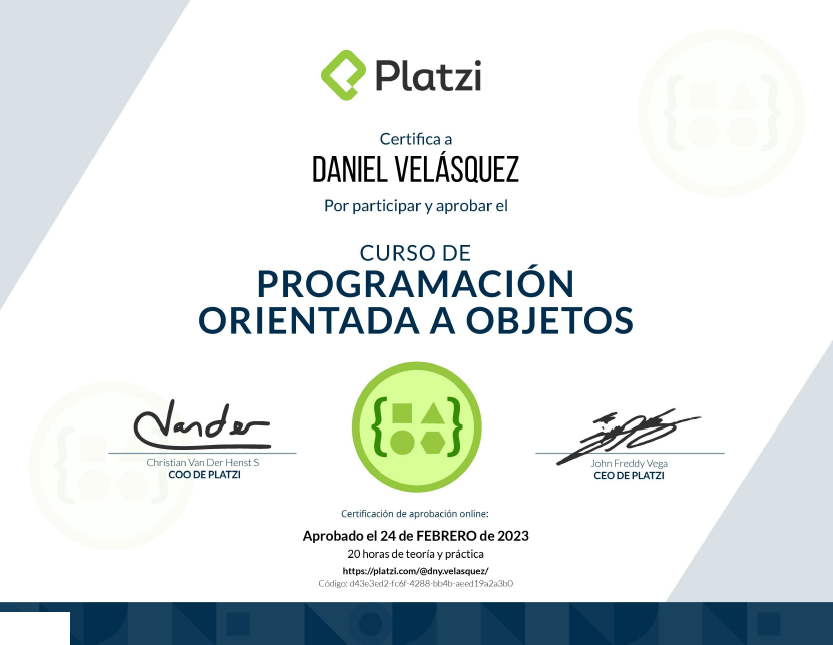 Platzi
Certifica a
DANIEL VELÁSQUEZ
Por participar y aprobar el
CURSO DE
PROGRAMACIÓN
ORIENTADA A OBJETOS
Vander
Christian Van Der Henst S
COO DE PLATZI
John Freddy Vega
CEO DE PLATZI
Certificación de aprobación online:
Aprobado el 24 de FEBRERO de 2023
20 horas de teoría y práctica
https://platzi.com/@dny.velasquez/
Código: d43e3ed2-fc6f-4288-bb4b-aeed19a2a3b0